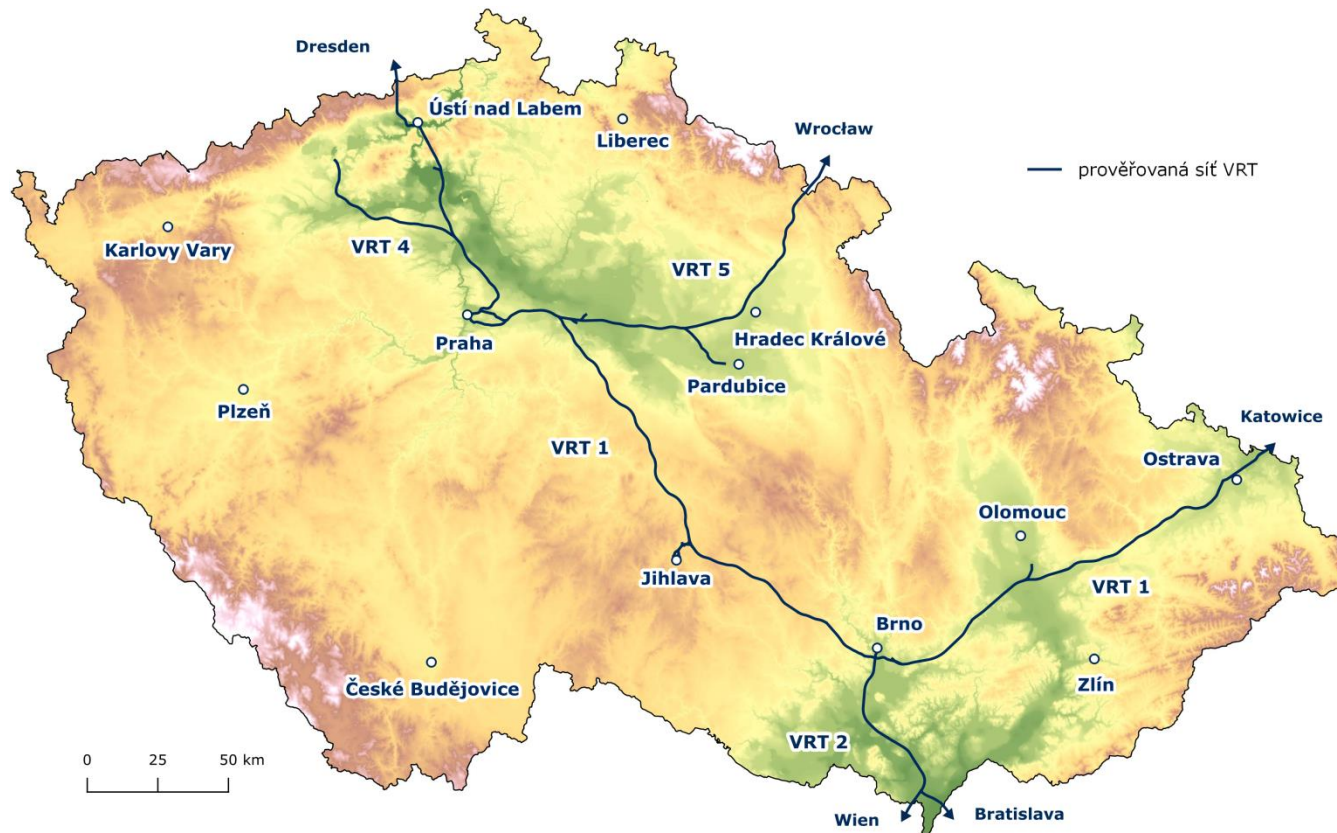 Dresden
Ústí nad Labem
Liberec
Wrocław
prověřovaná síť VRT
Karlovy Vary
VRT 4
VRT 5
Praha
Hradec Králové
Pardubice
Plzeň
Katowice
VRT 1
Ostrava
Olomouc
Jihlava
VRT 1
Brno
České Budějovice
Zlín
VRT 2
0 25 50 km
Wien
Bratislava